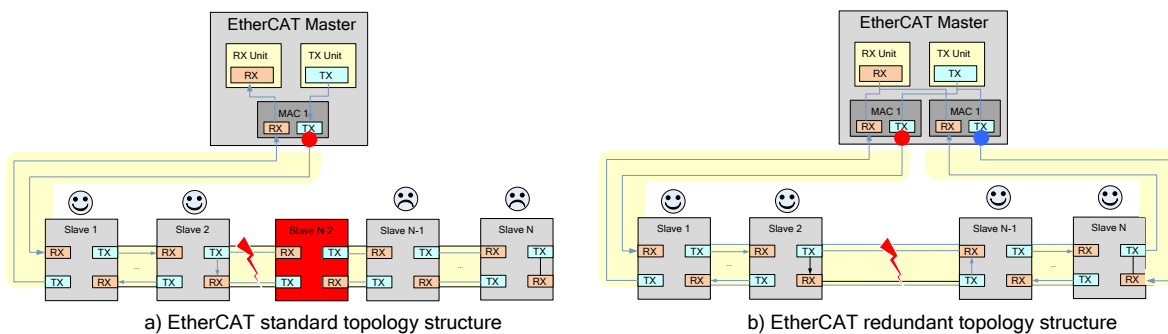 EtherCAT Master
RX Unit
TX Unit
RX
TX
MAC 1
RX
TX
Slave 1
Slave 2
Slave N-2
Slave N-1
Slave N
RX
TX
RX
TX
RX
TX
RX
TX
RX
TX
...
...
TX
RX
TX
RX
TX
RX
TX
RX
TX
RX
a) EtherCAT standard topology structure
EtherCAT Master
RX Unit
TX Unit
RX
TX
MAC 1
MAC 1
RX
TX
RX
TX
Slave 1
Slave 2
Slave N-1
Slave N
RX
TX
RX
TX
RX
TX
RX
TX
...
...
TX
RX
TX
RX
TX
RX
TX
RX
b) EtherCAT redundant topology structure